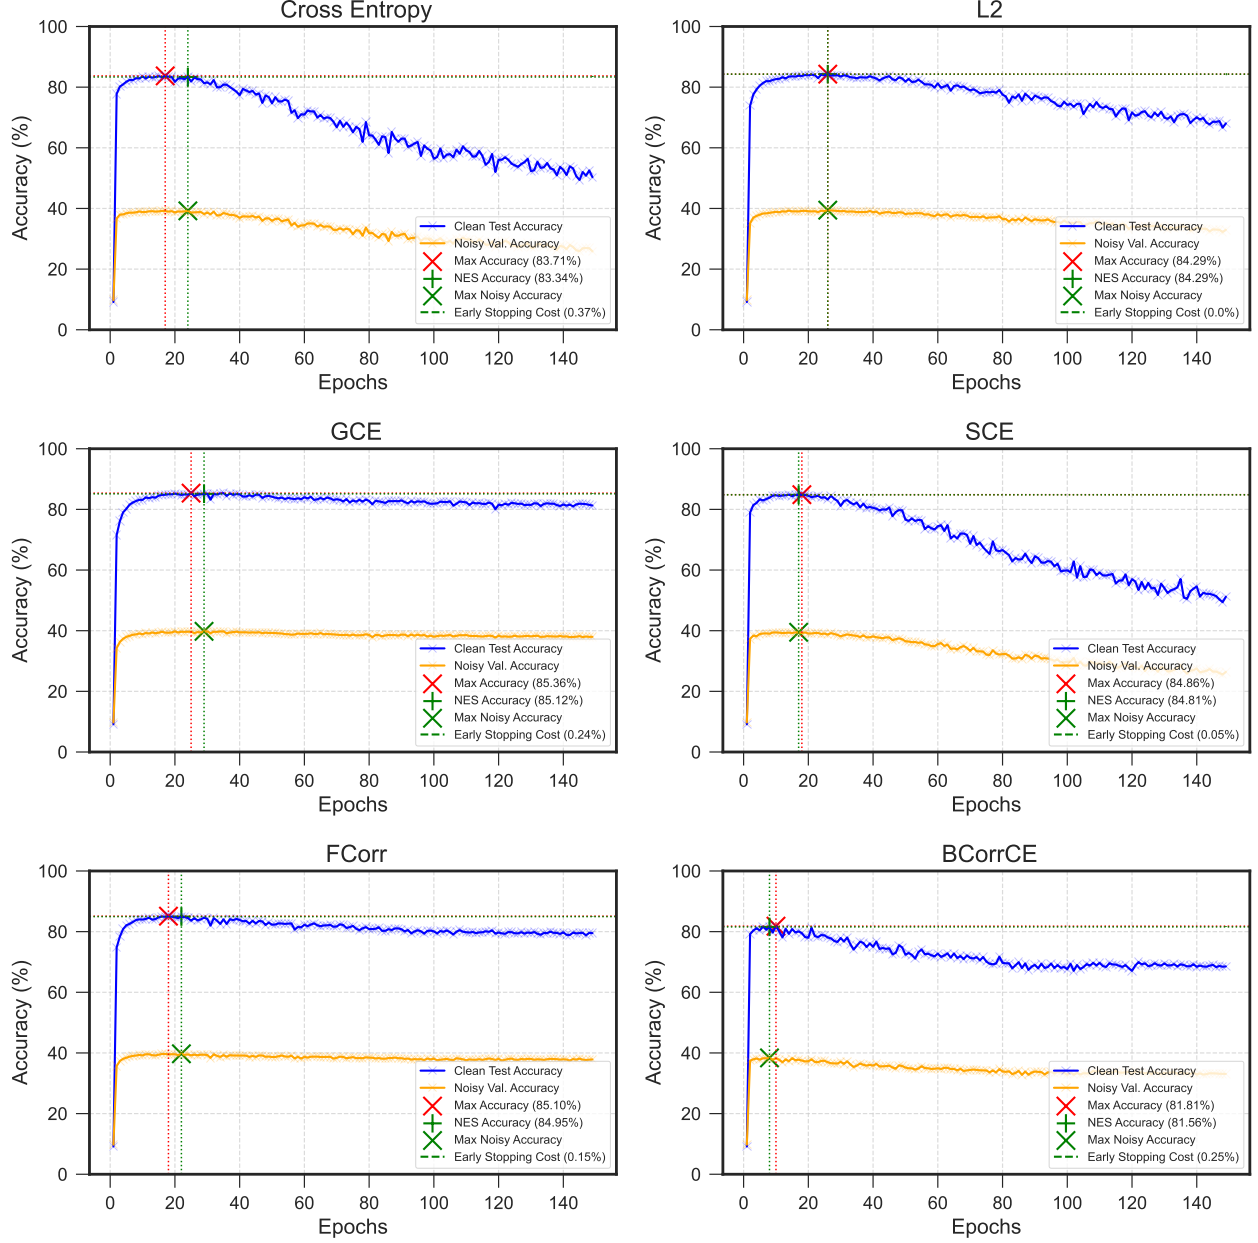 Cross Entropy
100
80
60
40
20
0
Accuracy (%)
0 20 40 60 80 100 120 140
Epochs
Clean Test Accuracy
Noisy Val. Accuracy
Max Accuracy (83.71%)
NES Accuracy (83.34%)
Max Noisy Accuracy
Early Stopping Cost (0.37%)
L2
100
80
60
40
20
0
Accuracy (%)
0 20 40 60 80 100 120 140
Epochs
Clean Test Accuracy
Noisy Val. Accuracy
Max Accuracy (84.29%)
NES Accuracy (84.29%)
Max Noisy Accuracy
Early Stopping Cost (0.0%)
GCE
100
80
60
40
20
0
Accuracy (%)
0 20 40 60 80 100 120 140
Epochs
Clean Test Accuracy
Noisy Val. Accuracy
Max Accuracy (85.36%)
NES Accuracy (85.12%)
Max Noisy Accuracy
Early Stopping Cost (0.24%)
SCE
100
80
60
40
20
0
Accuracy (%)
0 20 40 60 80 100 120 140
Epochs
Clean Test Accuracy
Noisy Val. Accuracy
Max Accuracy (84.86%)
NES Accuracy (84.81%)
Max Noisy Accuracy
Early Stopping Cost (0.05%)
FCorr
100
80
60
40
20
0
Accuracy (%)
0 20 40 60 80 100 120 140
Epochs
Clean Test Accuracy
Noisy Val. Accuracy
Max Accuracy (85.10%)
NES Accuracy (84.95%)
Max Noisy Accuracy
Early Stopping Cost (0.15%)
BCorrCE
100
80
60
40
20
0
Accuracy (%)
0 20 40 60 80 100 120 140
Epochs
Clean Test Accuracy
Noisy Val. Accuracy
Max Accuracy (81.81%)
NES Accuracy (81.56%)
Max Noisy Accuracy
Early Stopping Cost (0.25%)